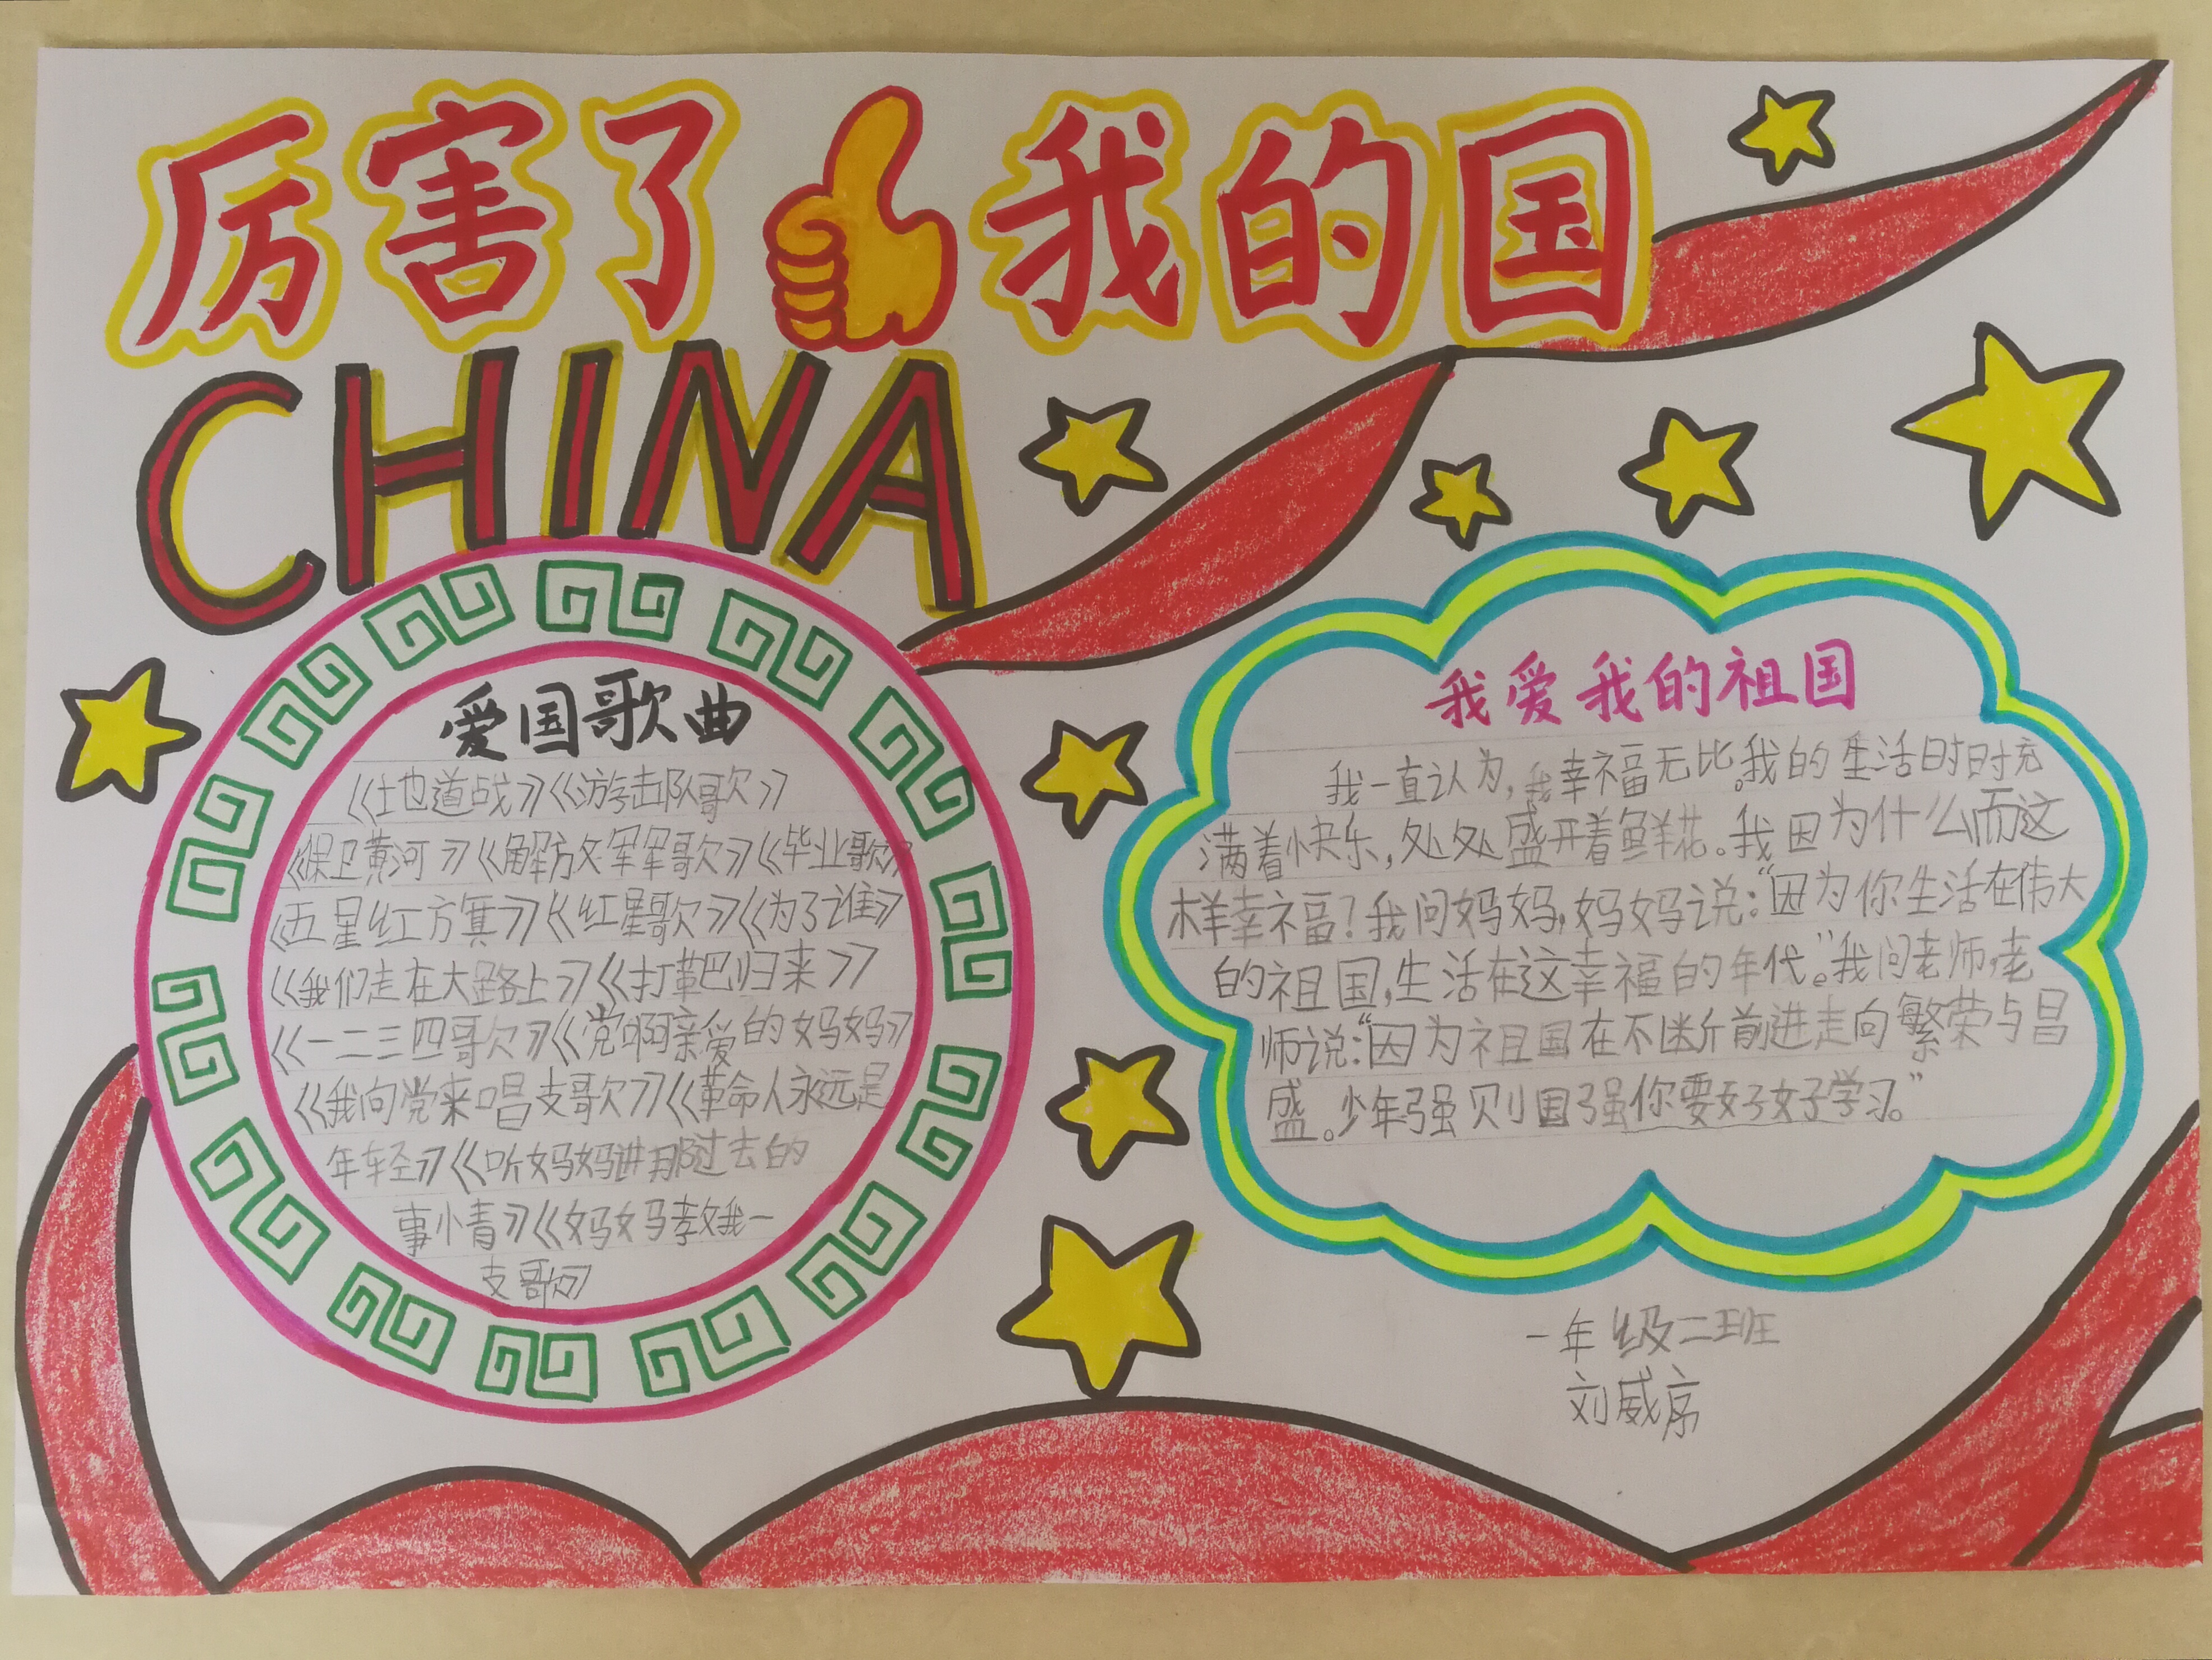 厉害了我的国
CHINA
爱国歌曲
《地道战》《游击队歌》
《保卫黄河》《解放军军歌》《毕业歌》
《五星红方箕》《红星歌》《为了谁》
《我们走在大路上》《打靶归来》
《一二三四歌》《党啊亲爱的妈妈》
《我向党来唱支歌》《革命人永远是
年轻》《听妈妈讲那过去的
事情》《妈妈教我一
支歌》
我爱我的祖国
我一直认为,我幸福无比。我的生活时时充
满着快乐,处处盛开着鲜花。我因为什么而这
样幸福?我问妈妈,妈妈说:“因为你生活在伟大
的祖国,生活在这幸福的年代。”我问老师,老
师说:“因为祖国在不断前进走向繁荣与昌
盛。少年强则国强你要好好学习。”
一年级二班
刘威